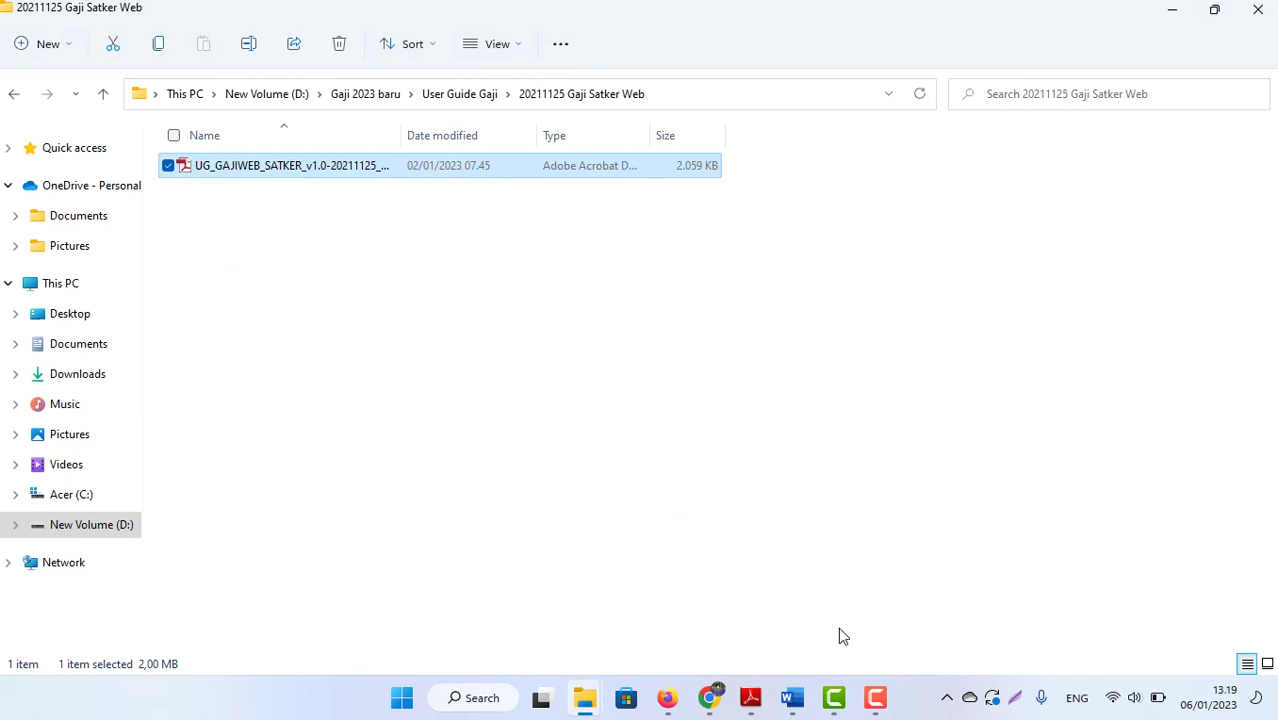 20211125 Gaji Satker Web
New
Sort
View
This PC > New Volume (D:) > Gaji 2023 baru > User Guide Gaji > 20211125 Gaji Satker Web
Search 20211125 Gaji Satker Web
Name Date modified Type Size
UG_GAJIWEB_SATKER_v1.0-20211125_... 02/01/2023 07.45 Adobe Acrobat D... 2.059 KB
Quick access
OneDrive - Personal
Documents
Pictures
This PC
Desktop
Documents
Downloads
Music
Pictures
Videos
Acer (C:)
New Volume (D:)
Network
1 item 1 item selected 2,00 MB
Search
ENG
13.19
06/01/2023